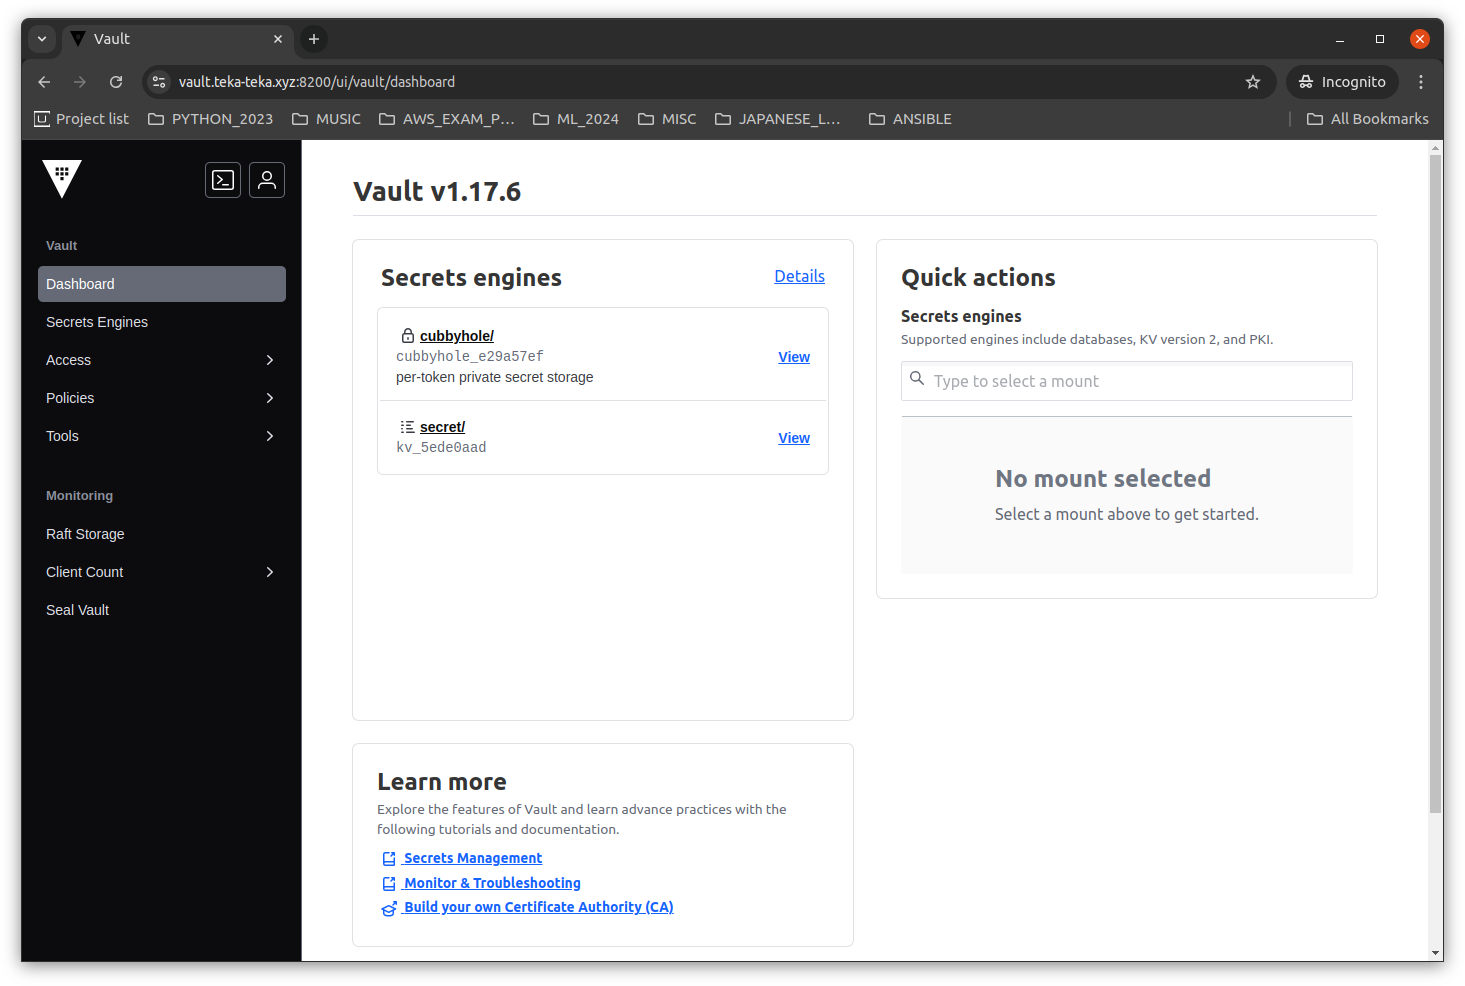 Vault
vault.teka-teka.xyz:8200/ui/vault/dashboard
Incognito
Project list
PYTHON_2023
MUSIC
AWS_EXAM_P...
ML_2024
MISC
JAPANESE_L...
ANSIBLE
All Bookmarks
Vault
Dashboard
Secrets Engines
Access
Policies
Tools
Monitoring
Raft Storage
Client Count
Seal Vault
Vault v1.17.6
Secrets engines
Details
cubbyhole/
cubbyhole_e29a57ef
per-token private secret storage
View
secret/
kv_5ede0aad
View
Quick actions
Secrets engines
Supported engines include databases, KV version 2, and PKI.
Type to select a mount
No mount selected
Select a mount above to get started.
Learn more
Explore the features of Vault and learn advance practices with the
following tutorials and documentation.
Secrets Management
Monitor & Troubleshooting
Build your own Certificate Authority (CA)